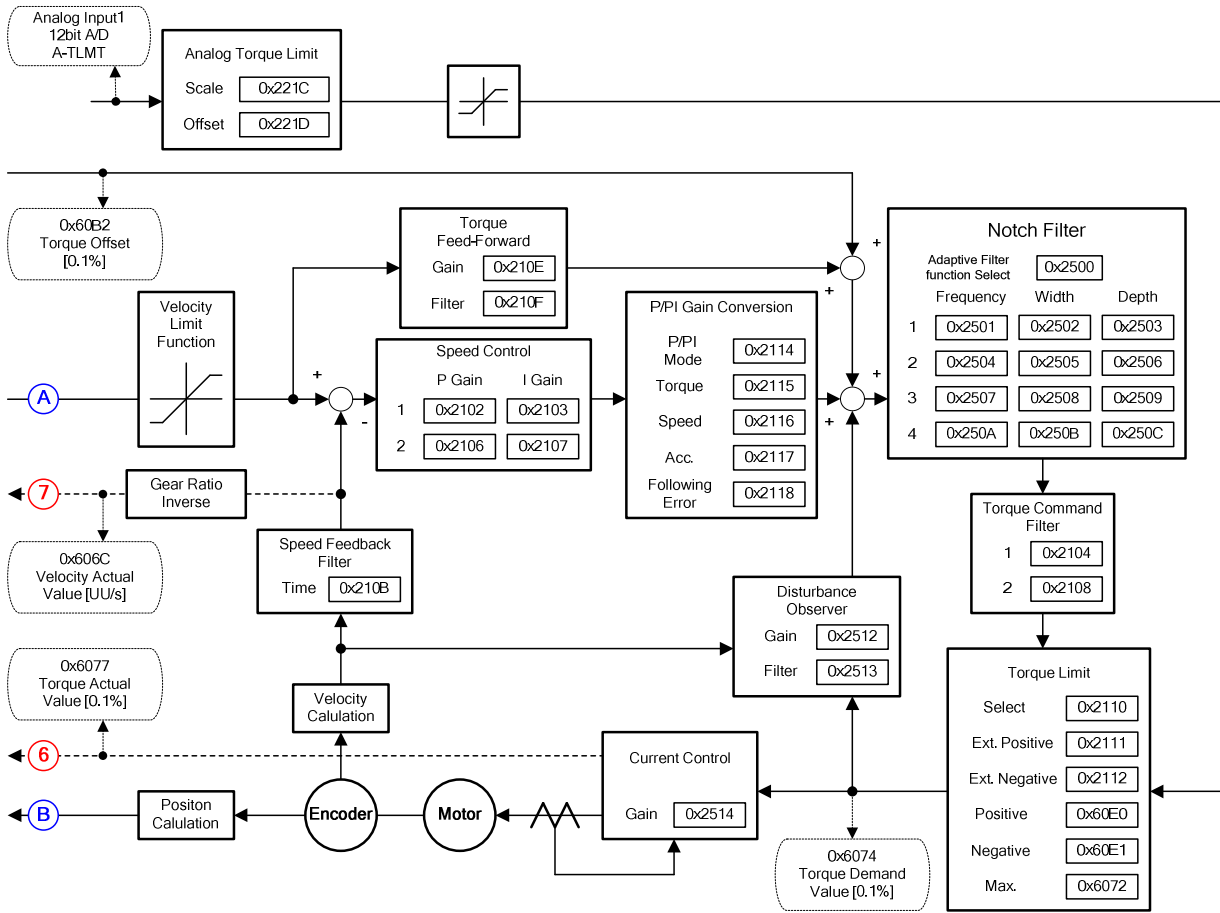 Analog Input1
12bit A/D
A-TLMT
Analog Torque Limit
Scale 0x221C
Offset 0x221D
0x60B2
Torque Offset
[0.1%]
Torque
Feed-Forward
Gain 0x210E
Filter 0x210F
+
+
Notch Filter
Adaptive Filter
function Select 0x2500
Frequency Width Depth
1 0x2501 0x2502 0x2503
2 0x2504 0x2505 0x2506
3 0x2507 0x2508 0x2509
4 0x250A 0x250B 0x250C
Velocity
Limit
Function
A
+
-
Speed Control
P Gain I Gain
1 0x2102 0x2103
2 0x2106 0x2107
P/PI Gain Conversion
P/PI
Mode 0x2114
Torque 0x2115
Speed 0x2116
Acc. 0x2117
Following
Error 0x2118
+
+
7
Gear Ratio
Inverse
0x606C
Velocity Actual
Value [UU/s]
Speed Feedback
Filter
Time 0x210B
Torque Command
Filter
1 0x2104
2 0x2108
Disturbance
Observer
Gain 0x2512
Filter 0x2513
0x6077
Torque Actual
Value [0.1%]
Velocity
Calulation
6
B
Positon
Calulation
Encoder
Motor
Current Control
Gain 0x2514
0x6074
Torque Demand
Value [0.1%]
Torque Limit
Select 0x2110
Ext. Positive 0x2111
Ext. Negative 0x2112
Positive 0x60E0
Negative 0x60E1
Max. 0x6072